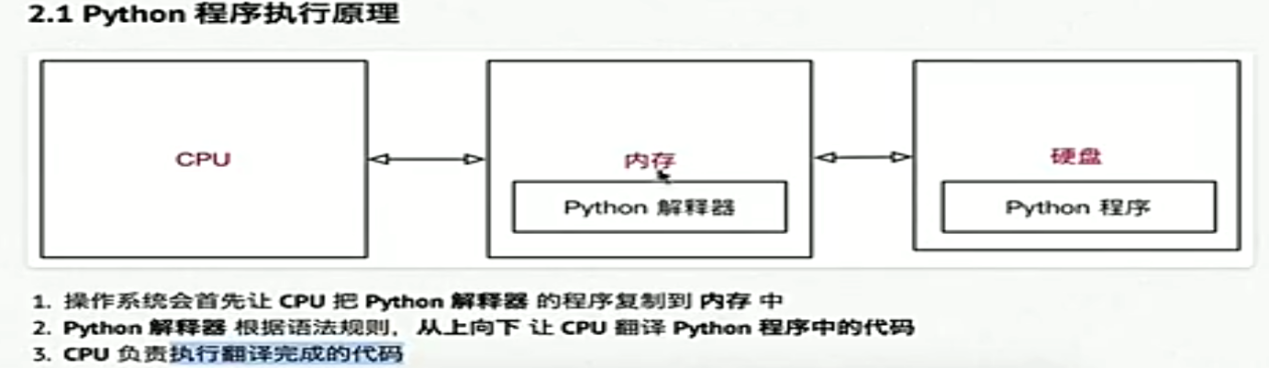 2.1 Python 程序执行原理
CPU
内存
硬盘
Python 解释器
Python 程序
1. 操作系统会首先让 CPU 把 Python 解释器 的程序复制到 内存 中
2. Python 解释器 根据语法规则，从上向下 让 CPU 翻译 Python 程序中的代码
3. CPU 负责执行翻译完成的代码